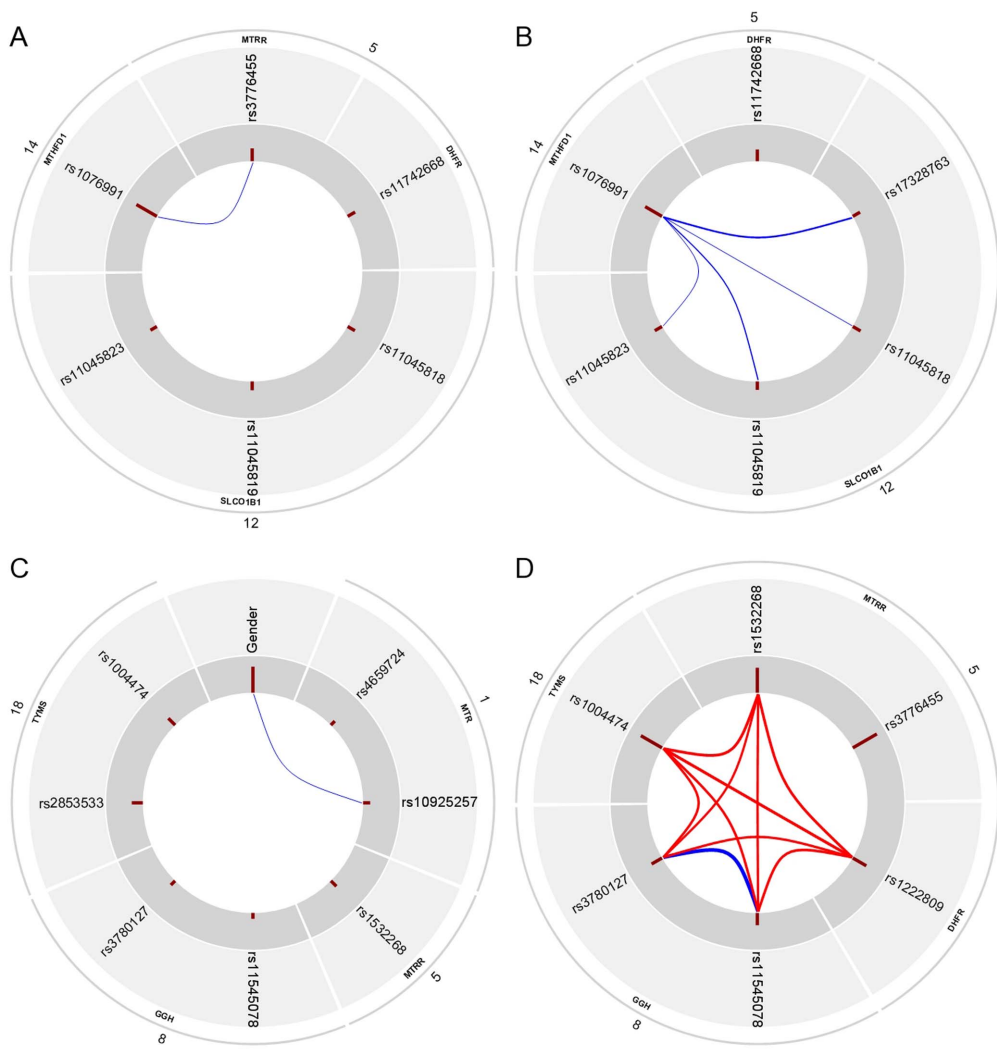 A
MTRR
5
rs3776455
MTHFD1
14
rs1076991
rs11742668
DHFR
rs11045823
rs11045818
rs11045819
SLCO1B1
12
B
5
DHFR
rs11742668
MTHFD1
14
rs1076991
rs17328763
rs11045823
rs11045818
rs11045819
SLCO1B1
12
C
Gender
rs1004474
rs4659724
18
TYMS
1
MTR
rs2853533
rs10925257
rs3780127
rs1532268
rs11545078
MTRR
5
GGH
8
D
rs1532268
MTRR
5
18
TYMS
rs1004474
rs3776455
rs3780127
rs1222809
DHFR
rs11545078
GGH
8